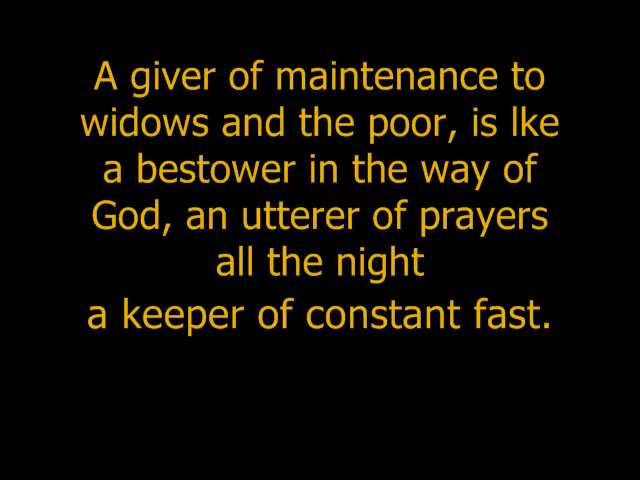 A giver of maintenance to
widows and the poor, is lke
a bestower in the way of
God, an utterer of prayers
all the night
a keeper of constant fast.